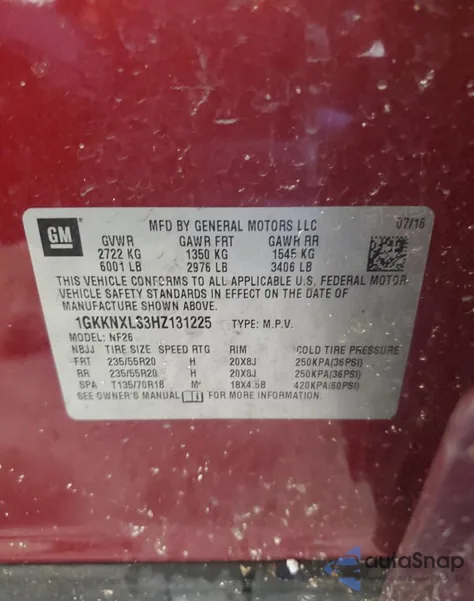 GM
MFD BY GENERAL MOTORS LLC 07/16
GVWR GAWR FRT GAWR RR
2722 KG 1350 KG 1545 KG
6001 LB 2976 LB 3406 LB
THIS VEHICLE CONFORMS TO ALL APPLICABLE U.S. FEDERAL MOTOR
VEHICLE SAFETY STANDARDS IN EFFECT ON THE DATE OF
MANUFACTURE SHOWN ABOVE.
1GKKNXLS3HZ131225 TYPE: M.P.V.
MODEL: NF26
NBJJ TIRE SIZE SPEED RTG RIM COLD TIRE PRESSURE
FRT 235/55R20 H 20X8J 250KPA(36PSI)
RR 235/55R20 H 20X8J 250KPA(36PSI)
SPA T135/70R18 M 18X4.5B 420KPA(60PSI)
SEE OWNER'S MANUAL FOR MORE INFORMATION.
autoSnap